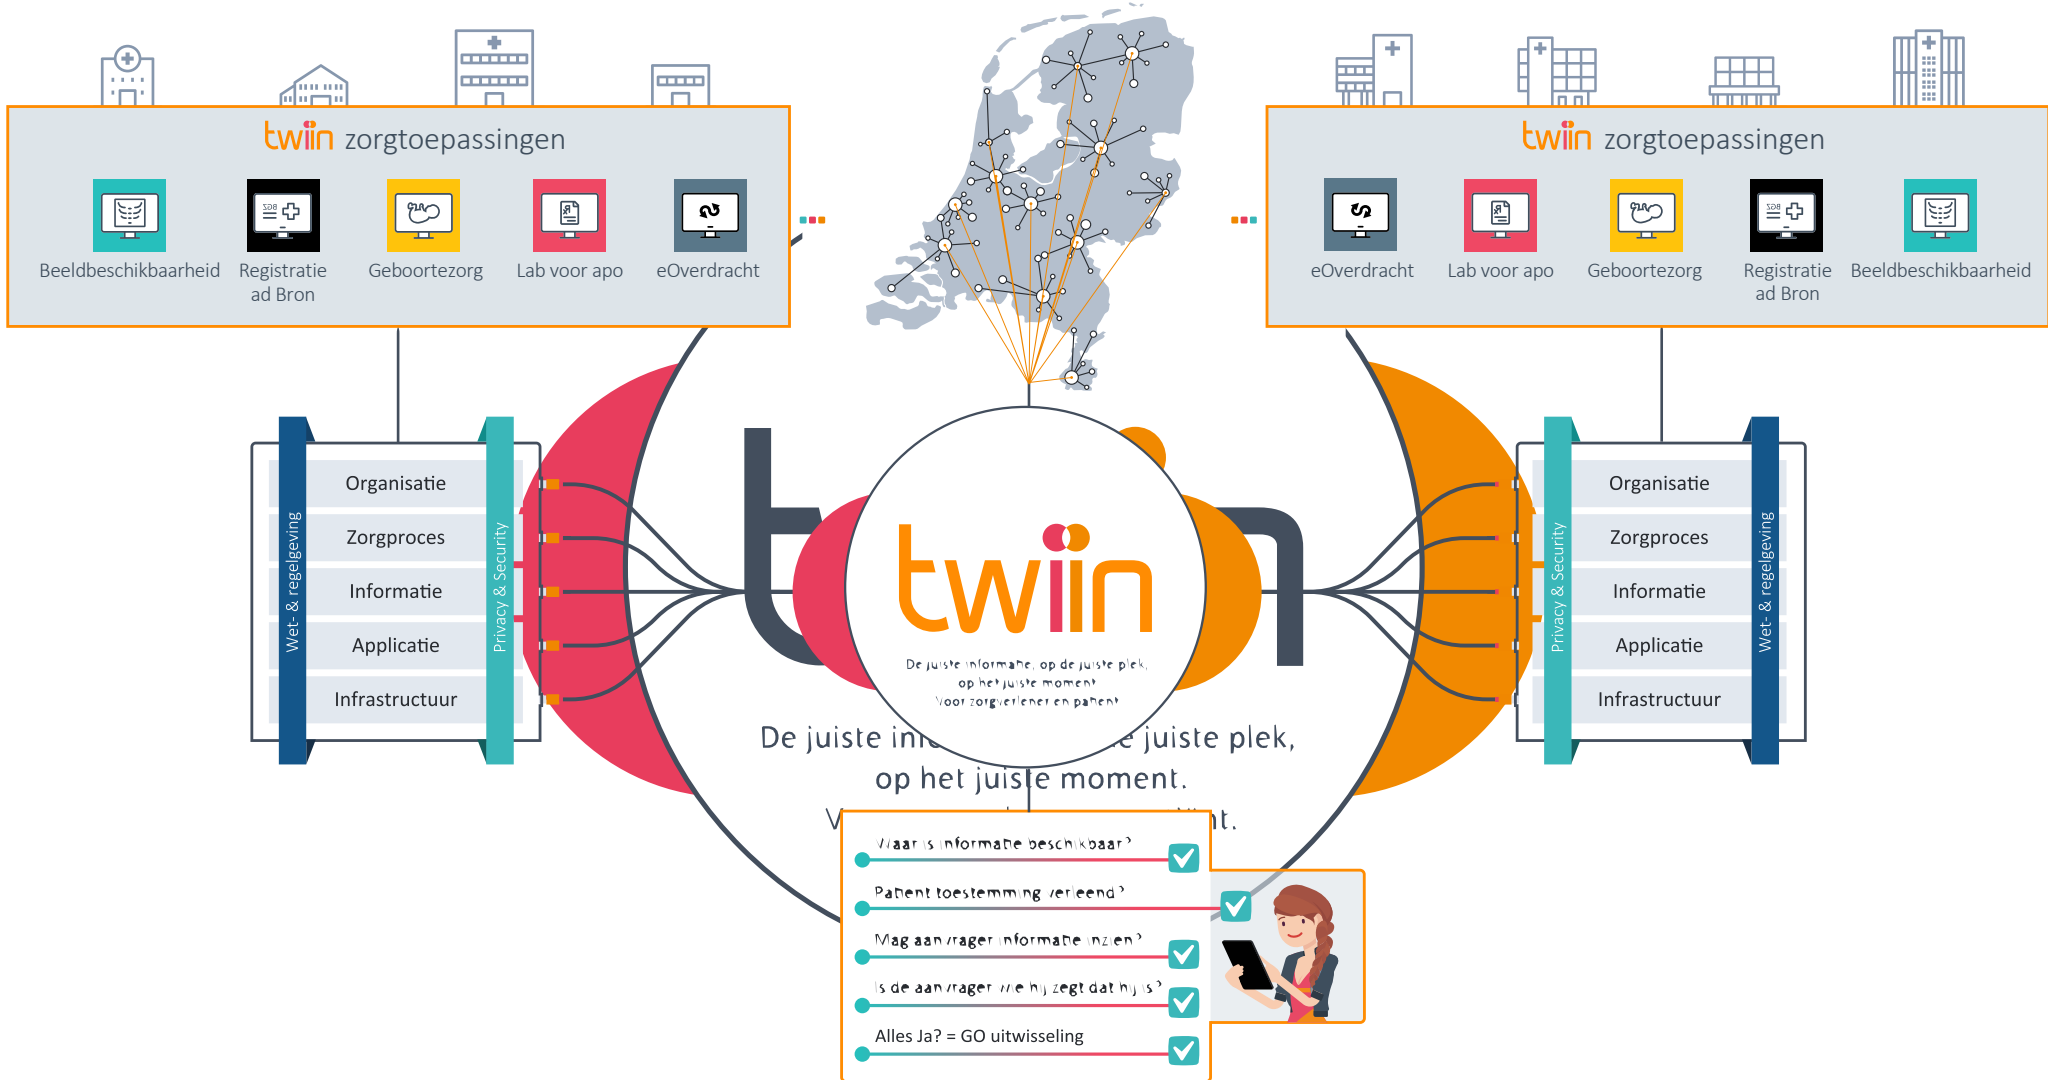 twiin zorgtoepassingen
Beeldbeschikbaarheid
Registratie
ad Bron
Geboortezorg
Lab voor apo
eOverdracht
twiin zorgtoepassingen
eOverdracht
Lab voor apo
Geboortezorg
Registratie
ad Bron
Beeldbeschikbaarheid
Wet- & regelgeving
Organisatie
Zorgproces
Informatie
Applicatie
Infrastructuur
Privacy & Security
twiin
De juiste informatie, op de juiste plek,
op het juiste moment
Voor zorgverlener en patient
De juiste juiste plek,
op het juiste moment.
Privacy & Security
Organisatie
Zorgproces
Informatie
Applicatie
Infrastructuur
Wet- & regelgeving
Waar is informatie beschikbaar?
Patient toestemming verleend?
Mag aanvrager informatie inzien?
Is de aanvrager wie hij zegt dat hij is?
Alles Ja? = GO uitwisseling